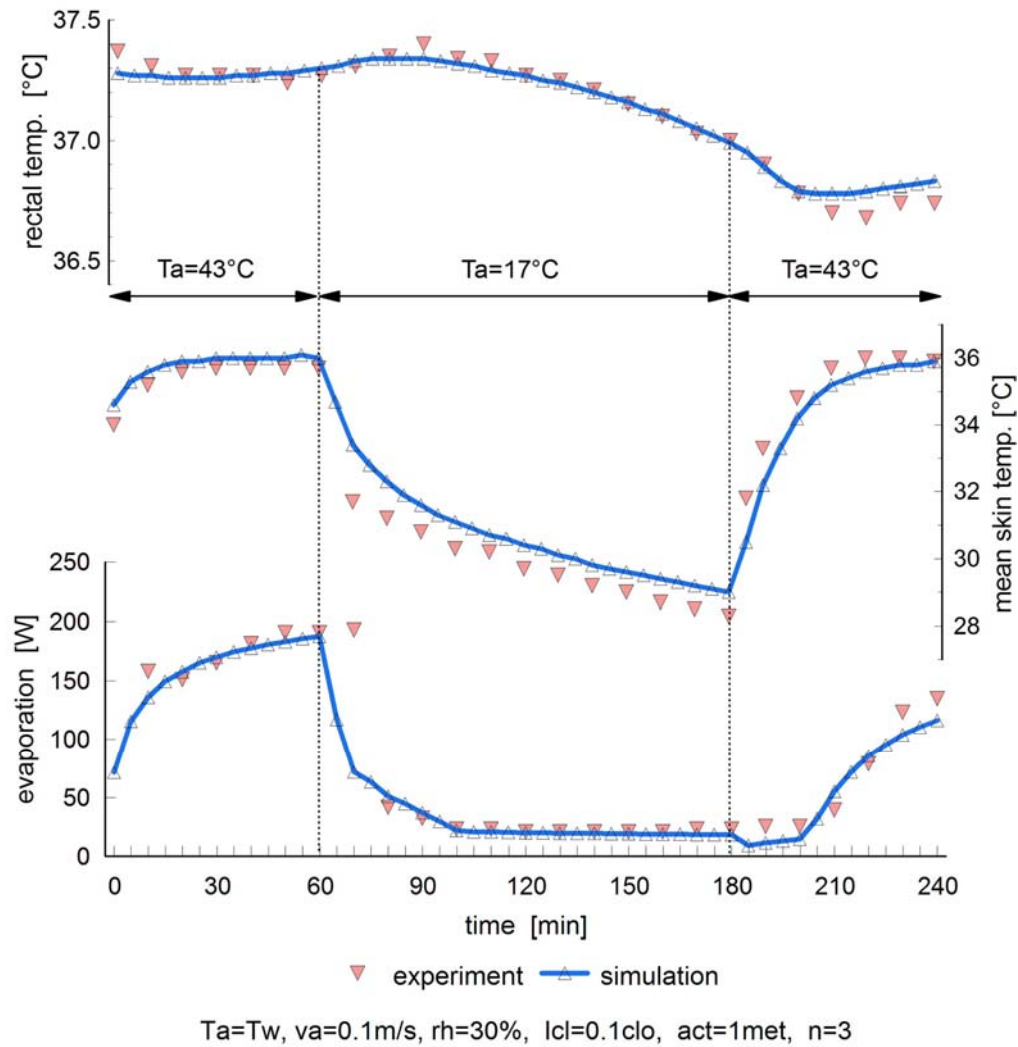 37.5
37.0
36.5
rectal temp. [°C]
Ta=43°C
Ta=17°C
Ta=43°C
36
34
32
30
28
mean skin temp. [°C]
250
200
150
100
50
0
evaporation [W]
0 30 60 90 120 150 180 210 240
time [min]
experiment simulation
Ta=Tw, va=0.1m/s, rh=30%, Icl=0.1clo, act=1met, n=3